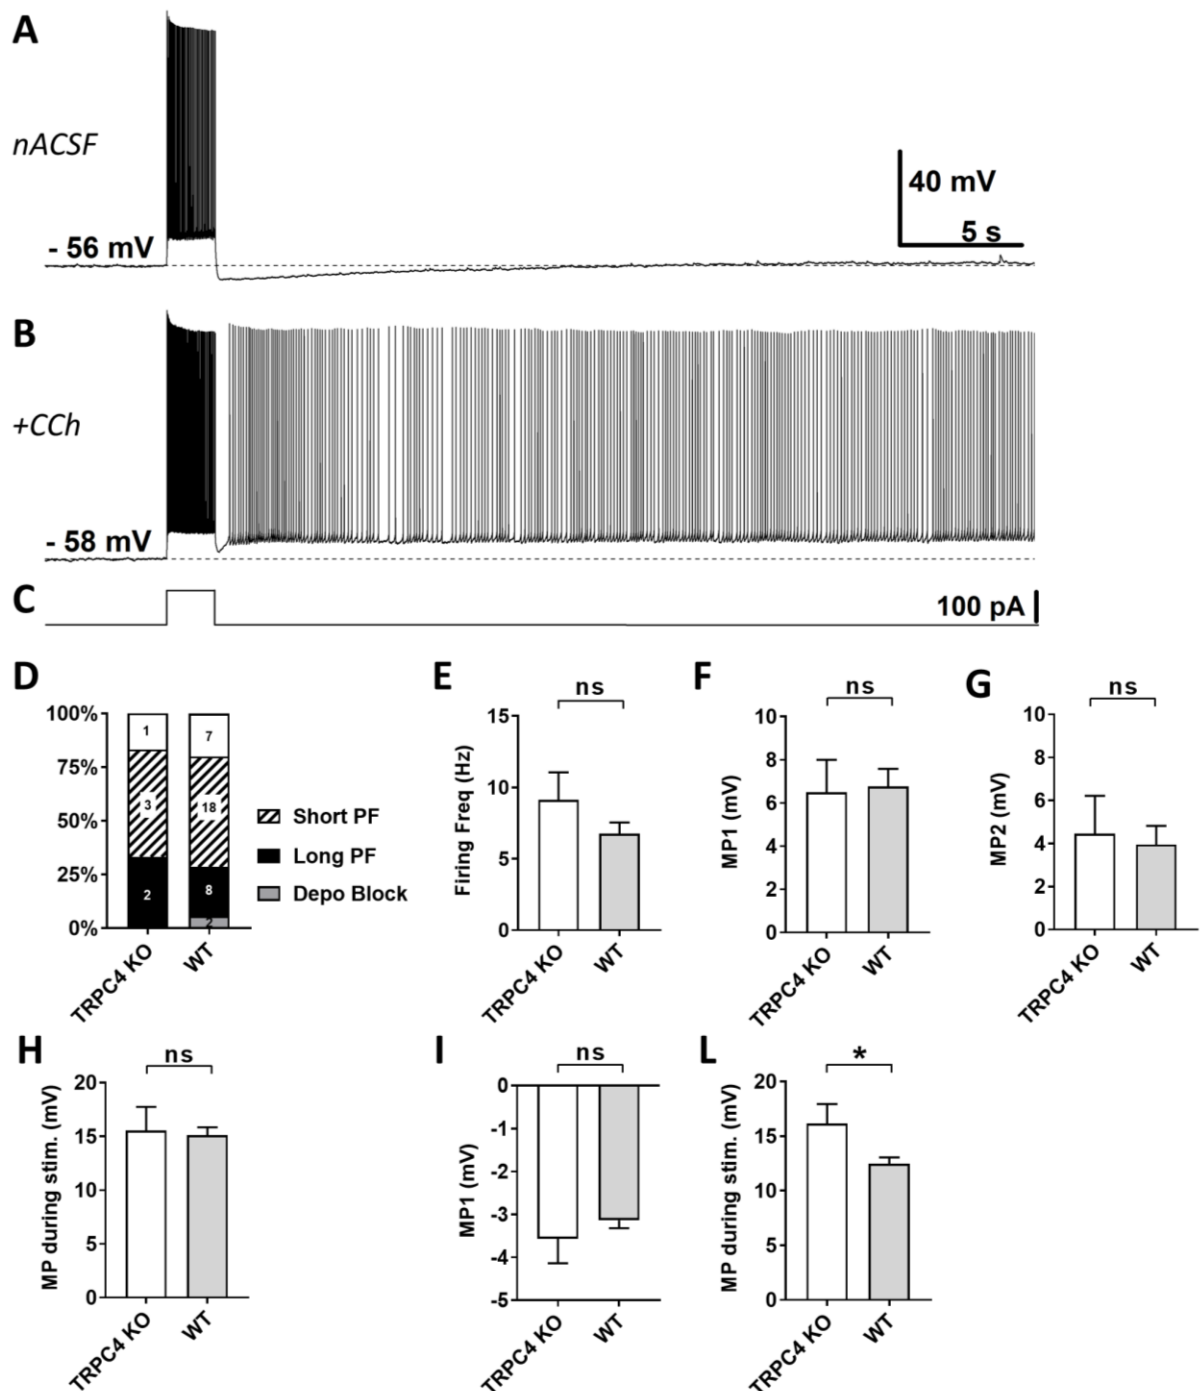 A
nACSF
40 mV
5 s
- 56 mV
B
+CCh
- 58 mV
C
100 pA
D
100%
75%
50%
25%
0%
1
3
2
7
18
8
2
TRPC4 KO
WT
Short PF
Long PF
Depo Block
E
ns
Firing Freq (Hz)
15
10
5
0
TRPC4 KO
WT
F
ns
MP1 (mV)
10
8
6
4
2
0
TRPC4 KO
WT
G
ns
MP2 (mV)
10
8
6
4
2
0
TRPC4 KO
WT
H
ns
MP during stim. (mV)
20
15
10
5
0
TRPC4 KO
WT
I
ns
MP1 (mV)
0
-1
-2
-3
-4
-5
TRPC4 KO
WT
L
*
MP during stim. (mV)
20
15
10
5
0
TRPC4 KO
WT